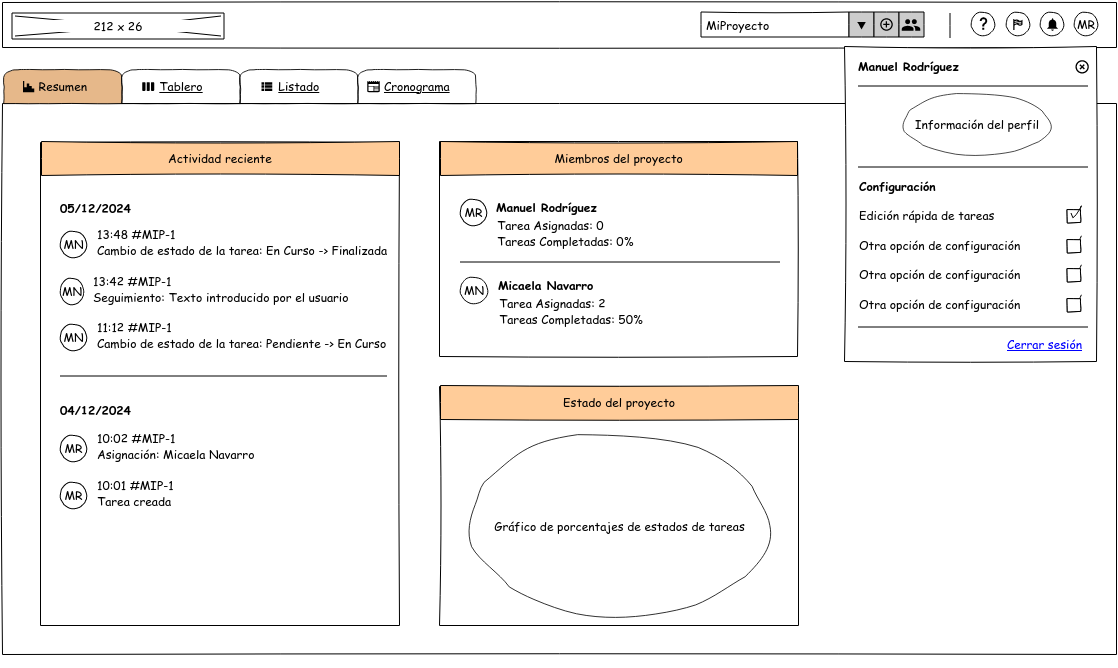 212 x 26
MiProyecto
?
MR
Resumen
Tablero
Listado
Cronograma
Actividad reciente
05/12/2024
MN
13:48 #MIP-1
Cambio de estado de la tarea: En Curso -> Finalizada
MN
13:42 #MIP-1
Seguimiento: Texto introducido por el usuario
MN
11:12 #MIP-1
Cambio de estado de la tarea: Pendiente -> En Curso
04/12/2024
MR
10:02 #MIP-1
Asignación: Micaela Navarro
MR
10:01 #MIP-1
Tarea creada
Miembros del proyecto
MR
Manuel Rodríguez
Tarea Asignadas: 0
Tareas Completadas: 0%
MN
Micaela Navarro
Tarea Asignadas: 2
Tareas Completadas: 50%
Estado del proyecto
Gráfico de porcentajes de estados de tareas
Manuel Rodríguez
Información del perfil
Configuración
Edición rápida de tareas
Otra opción de configuración
Otra opción de configuración
Otra opción de configuración
Cerrar sesión